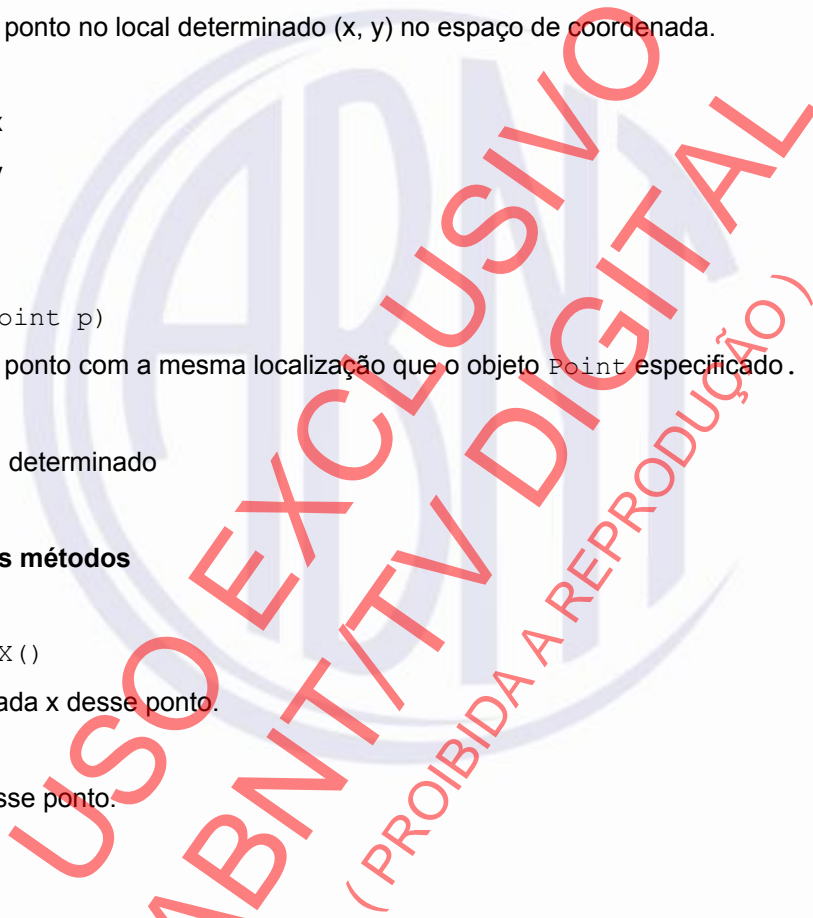 ponto no local determinado (x, y) no espaço de coordenada.
x
y
oint p)
ponto com a mesma localização que o objeto Point especificado.
determinado
s métodos
X()
ada x desse ponto.
sse ponto.
ABNT
USO EXCLUSIVO
ABNT/TV DIGITAL
( PROIBIDA A REPRODUÇÃO )